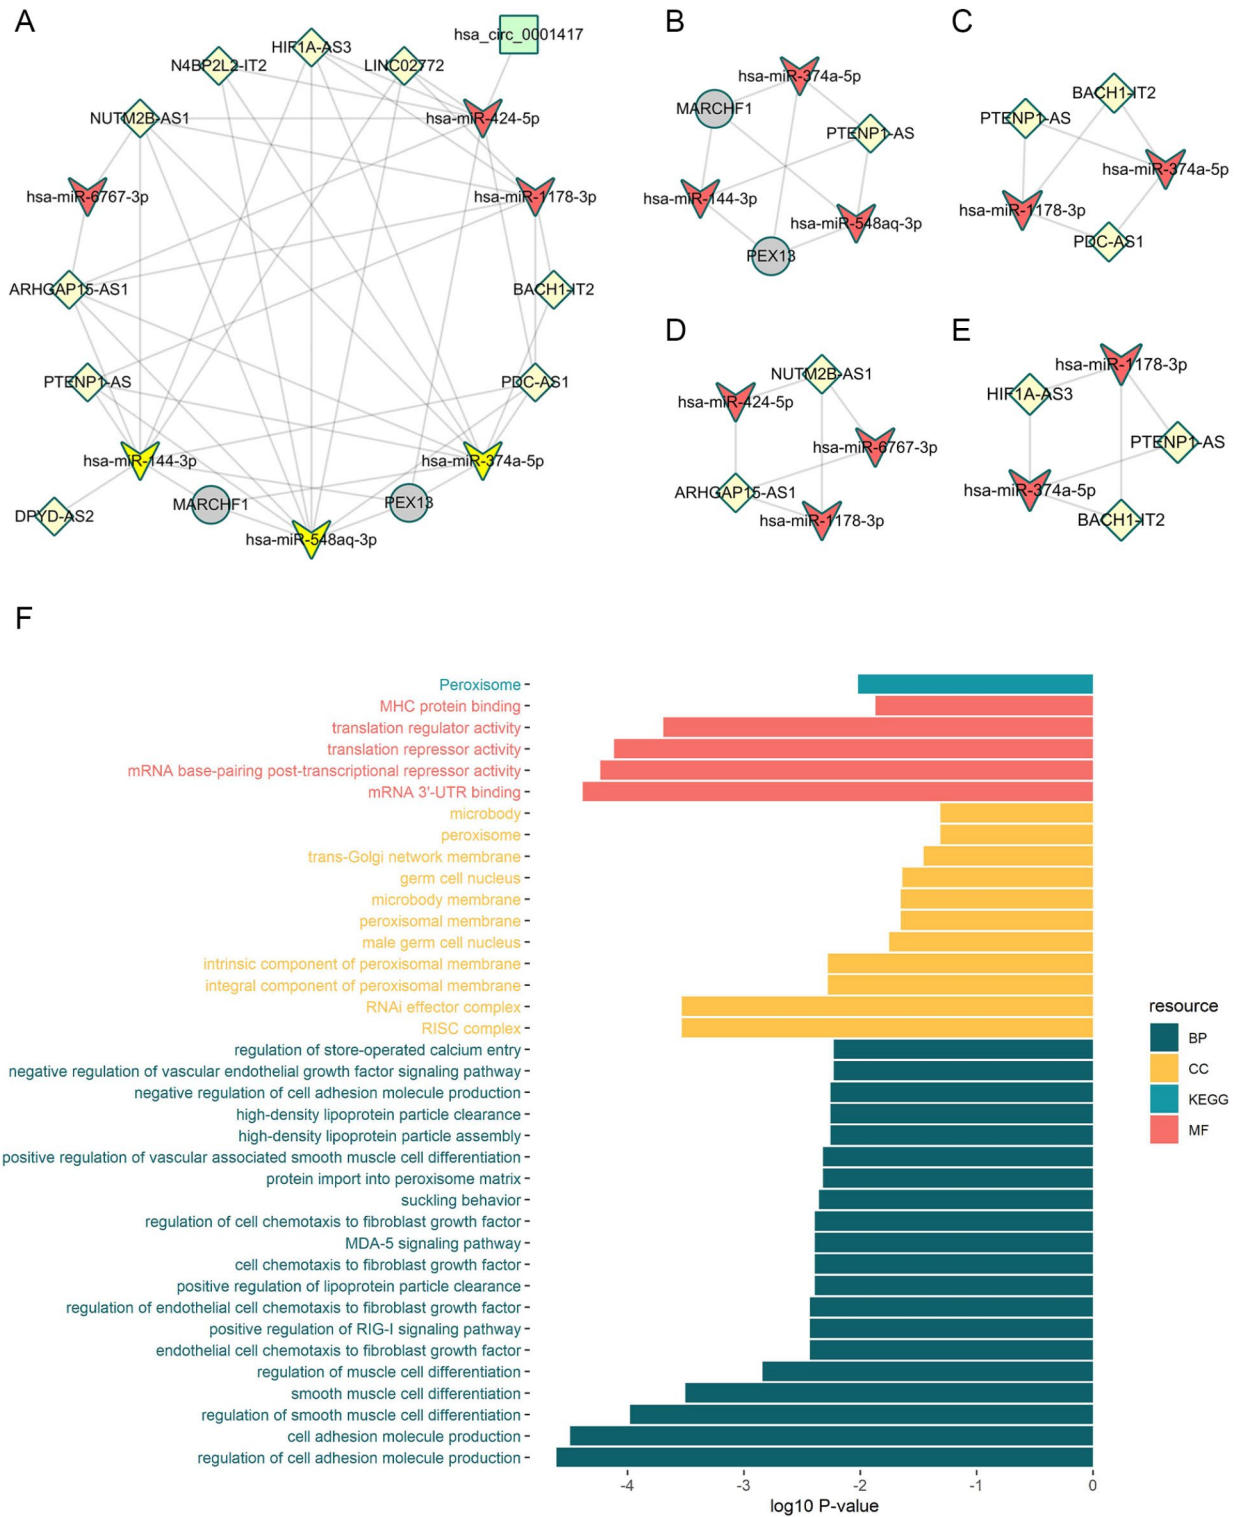 A
B
C
hsa_circ_0001417
HIF1A-AS3
N4BP2L2-IT2
LINC02772
NUTM2B-AS1
hsa-miR-424-5p
hsa-miR-6767-3p
hsa-miR-1178-3p
ARHGAP15-AS1
BACH1-IT2
PTENP1-AS
PDC-AS1
hsa-miR-144-3p
hsa-miR-374a-5p
DPYD-AS2
MARCHF1
PEX13
hsa-miR-548aq-3p
hsa-miR-374a-5p
MARCHF1
PTENP1-AS
hsa-miR-144-3p
hsa-miR-548aq-3p
PEX13
BACH1-IT2
PTENP1-AS
hsa-miR-374a-5p
hsa-miR-1178-3p
PDC-AS1
D
E
NUTM2B-AS1
hsa-miR-424-5p
hsa-miR-6767-3p
ARHGAP15-AS1
hsa-miR-1178-3p
hsa-miR-1178-3p
HIF1A-AS3
PTENP1-AS
hsa-miR-374a-5p
BACH1-IT2
F
Peroxisome
MHC protein binding
translation regulator activity
translation repressor activity
mRNA base-pairing post-transcriptional repressor activity
mRNA 3'-UTR binding
microbody
peroxisome
trans-Golgi network membrane
germ cell nucleus
microbody membrane
peroxisomal membrane
male germ cell nucleus
intrinsic component of peroxisomal membrane
integral component of peroxisomal membrane
RNAi effector complex
RISC complex
regulation of store-operated calcium entry
negative regulation of vascular endothelial growth factor signaling pathway
negative regulation of cell adhesion molecule production
high-density lipoprotein particle clearance
high-density lipoprotein particle assembly
positive regulation of vascular associated smooth muscle cell differentiation
protein import into peroxisome matrix
suckling behavior
regulation of cell chemotaxis to fibroblast growth factor
MDA-5 signaling pathway
cell chemotaxis to fibroblast growth factor
positive regulation of lipoprotein particle clearance
regulation of endothelial cell chemotaxis to fibroblast growth factor
positive regulation of RIG-I signaling pathway
endothelial cell chemotaxis to fibroblast growth factor
regulation of muscle cell differentiation
smooth muscle cell differentiation
regulation of smooth muscle cell differentiation
cell adhesion molecule production
regulation of cell adhesion molecule production
-4 -3 -2 -1 0
log10 P-value
resource
BP
CC
KEGG
MF